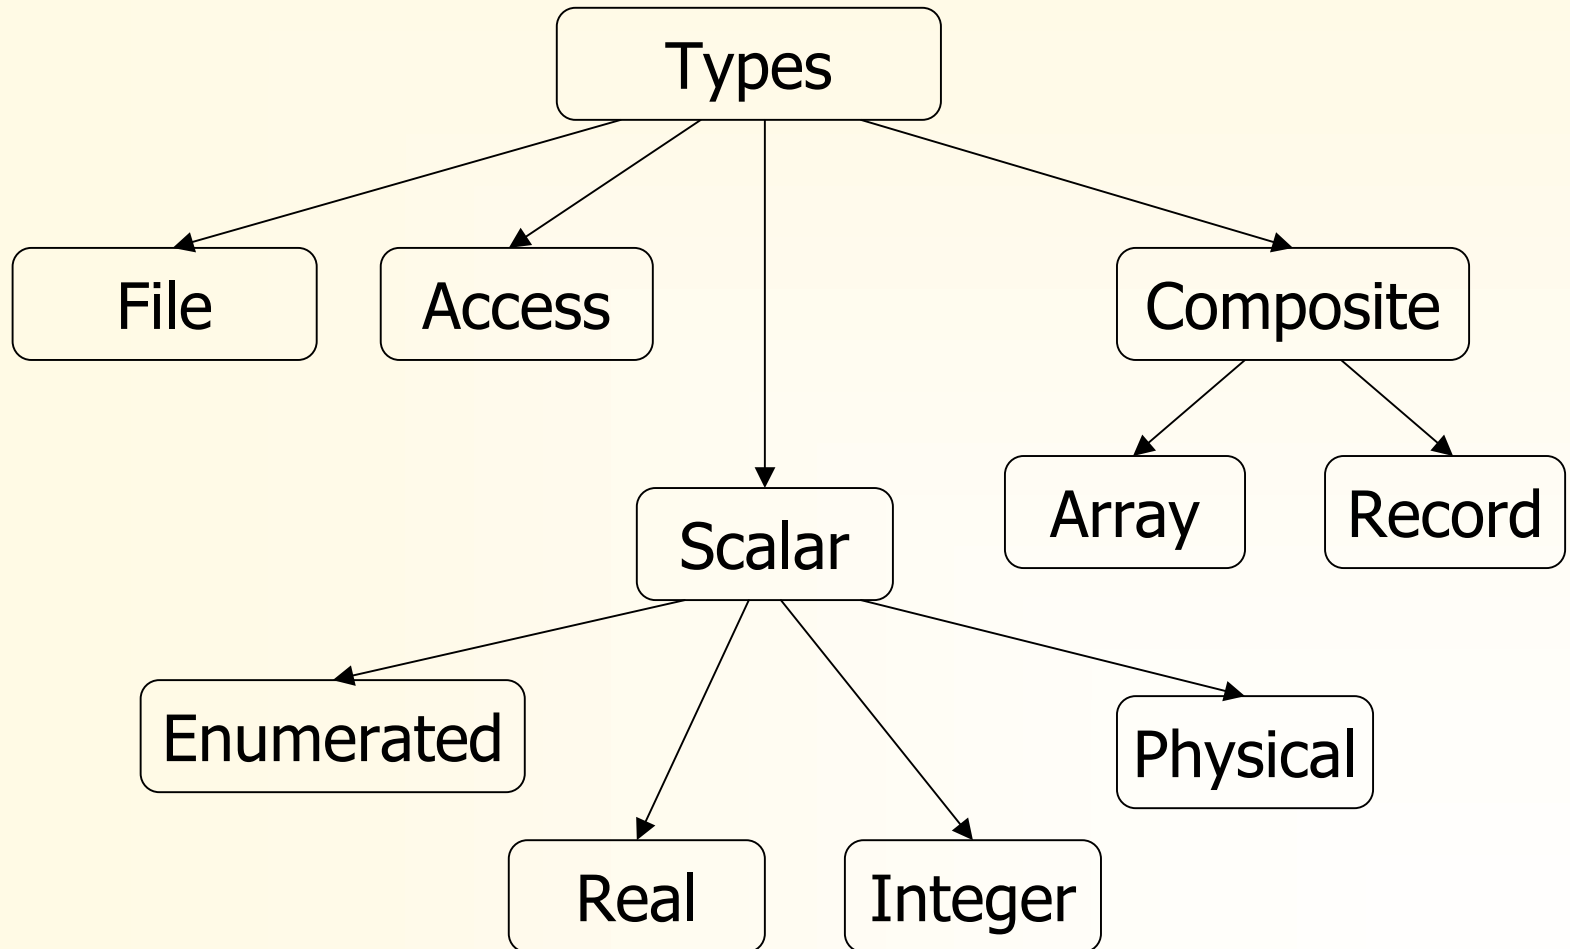 Types
File
Access
Composite
Array
Record
Scalar
Enumerated
Physical
Real
Integer